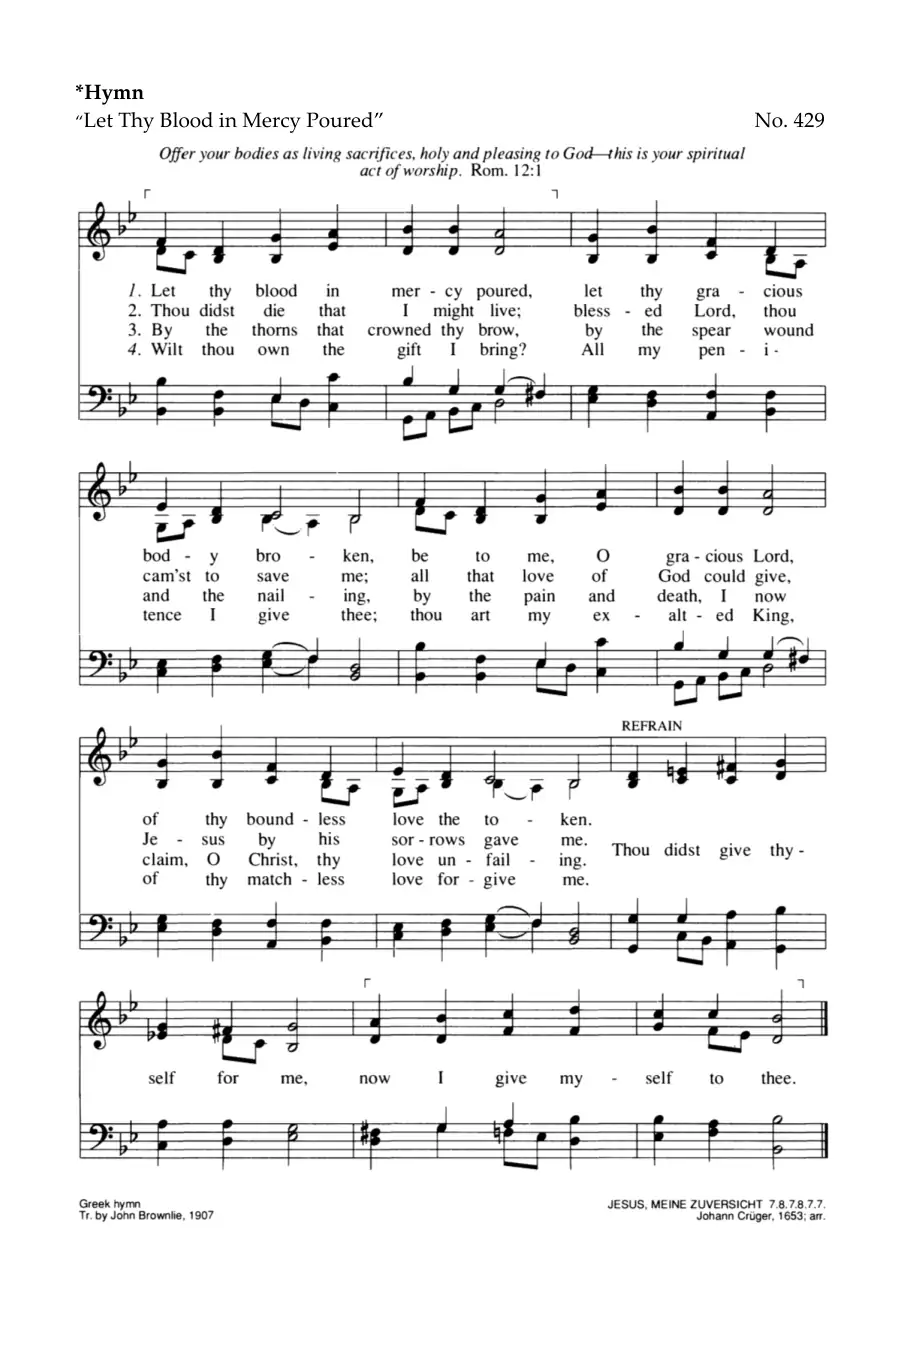 *Hymn
“Let Thy Blood in Mercy Poured” No. 429
Offer your bodies as living sacrifices, holy and pleasing to God—this is your spiritual
act of worship. Rom. 12:1
1. Let thy blood in mer - cy poured, let thy gra - cious
2. Thou didst die that I might live; bless - ed Lord, thou
3. By the thorns that crowned thy brow, by the spear wound
4. Wilt thou own the gift I bring? All my pen - i -
bod - y bro - ken, be to me, O gra - cious Lord,
cam'st to save me; all that love of God could give,
and the nail - ing, by the pain and death, I now
tence I give thee; thou art my ex - alt - ed King,
REFRAIN
of thy bound - less love the to - ken.
Je - sus by his sor - rows gave me.
claim, O Christ, thy love un - fail - ing.
of thy match - less love for - give me.
Thou didst give thy -
self for me, now I give my - self to thee.
Greek hymn
Tr. by John Brownlie, 1907
JESUS, MEINE ZUVERSICHT 7.8.7.8.7.7.
Johann Crüger, 1653; arr.